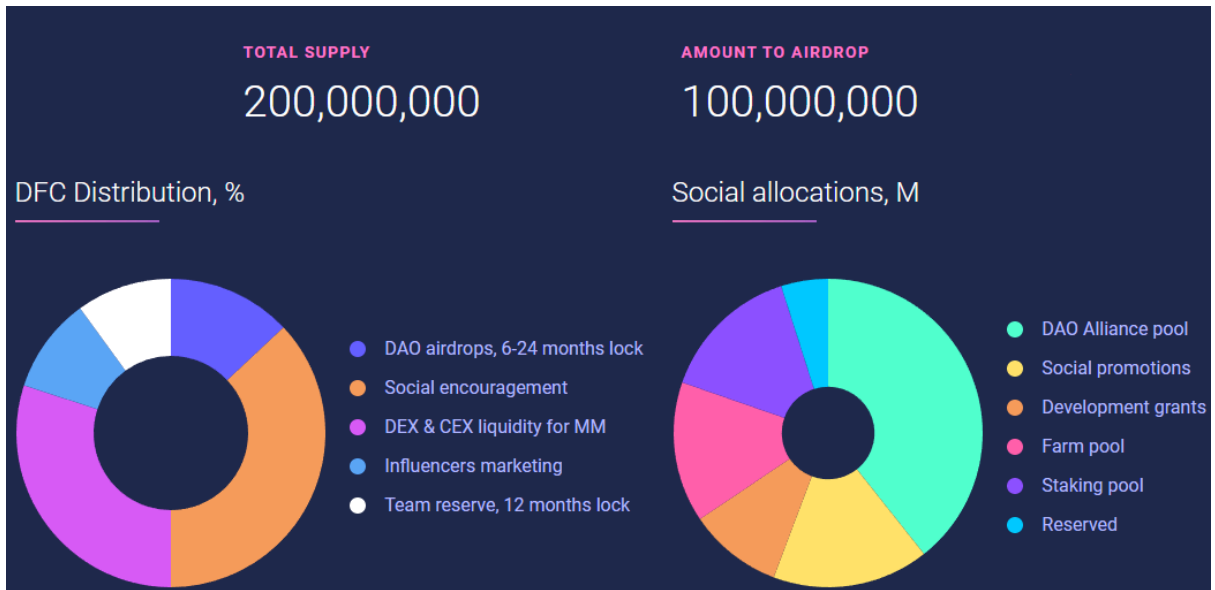 TOTAL SUPPLY
200,000,000
AMOUNT TO AIRDROP
100,000,000
DFC Distribution, %
DAO airdrops, 6-24 months lock
Social encouragement
DEX & CEX liquidity for MM
Influencers marketing
Team reserve, 12 months lock
Social allocations, M
DAO Alliance pool
Social promotions
Development grants
Farm pool
Staking pool
Reserved